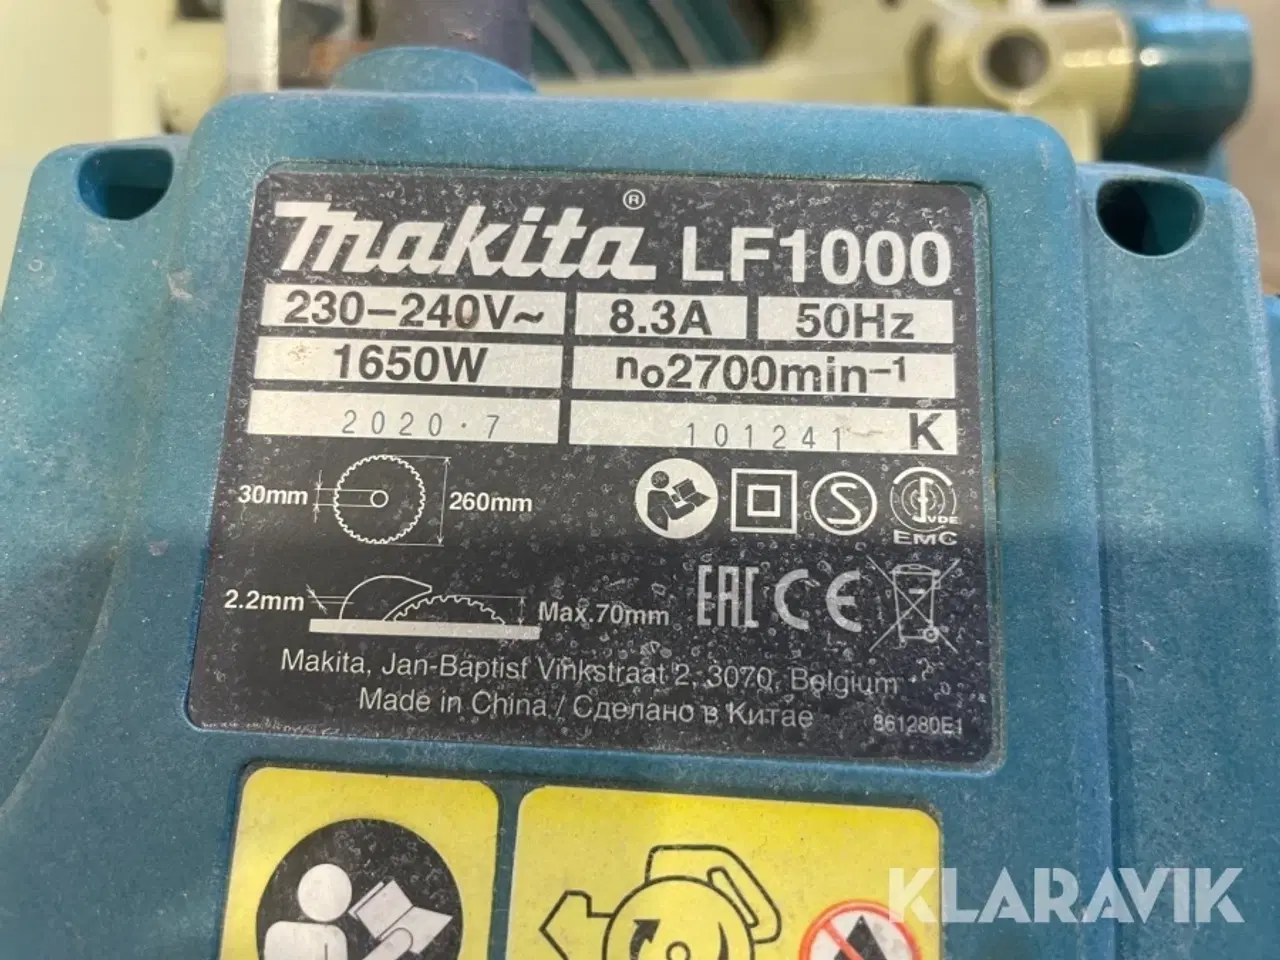 makita® LF1000
230–240V~ 8.3A 50Hz
1650W no2700min-1
2020.7 101241 K
30mm 260mm
S VDE
EMC
2.2mm Max.70mm EAC CE
Makita, Jan-Baptist Vinkstraat 2, 3070, Belgium
Made in China / Сделано в Китае 861280E1
KLARAVIK